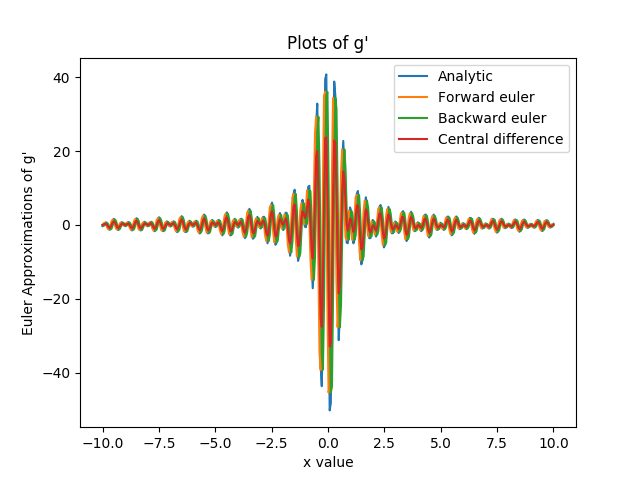 Plots of g'
Analytic
Forward euler
Backward euler
Central difference
Euler Approximations of g'
40
20
0
−20
−40
−10.0 −7.5 −5.0 −2.5 0.0 2.5 5.0 7.5 10.0
x value